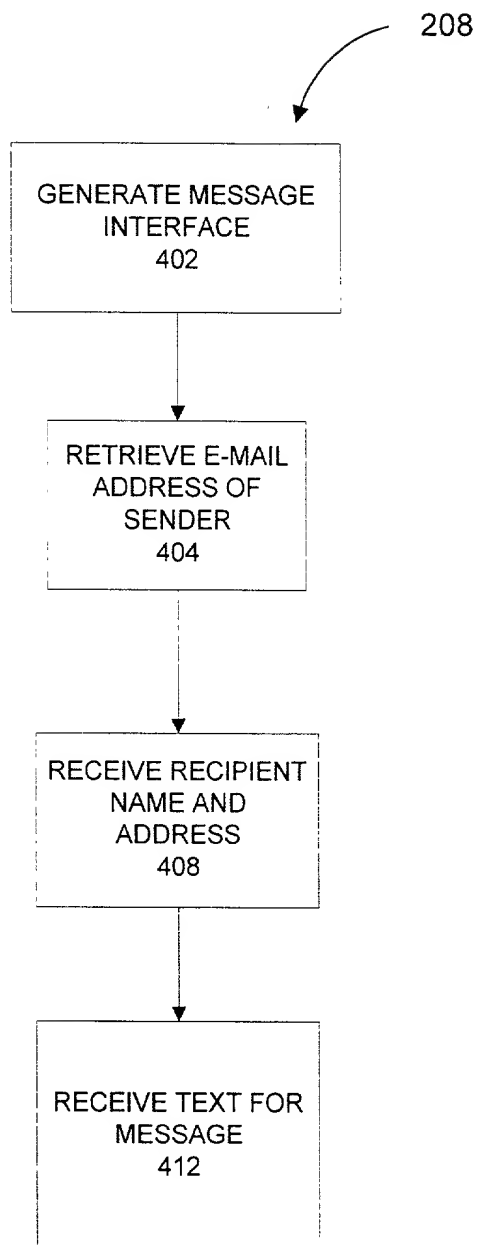 208
GENERATE MESSAGE
INTERFACE
402
RETRIEVE E-MAIL
ADDRESS OF
SENDER
404
RECEIVE RECIPIENT
NAME AND
ADDRESS
408
RECEIVE TEXT FOR
MESSAGE
412